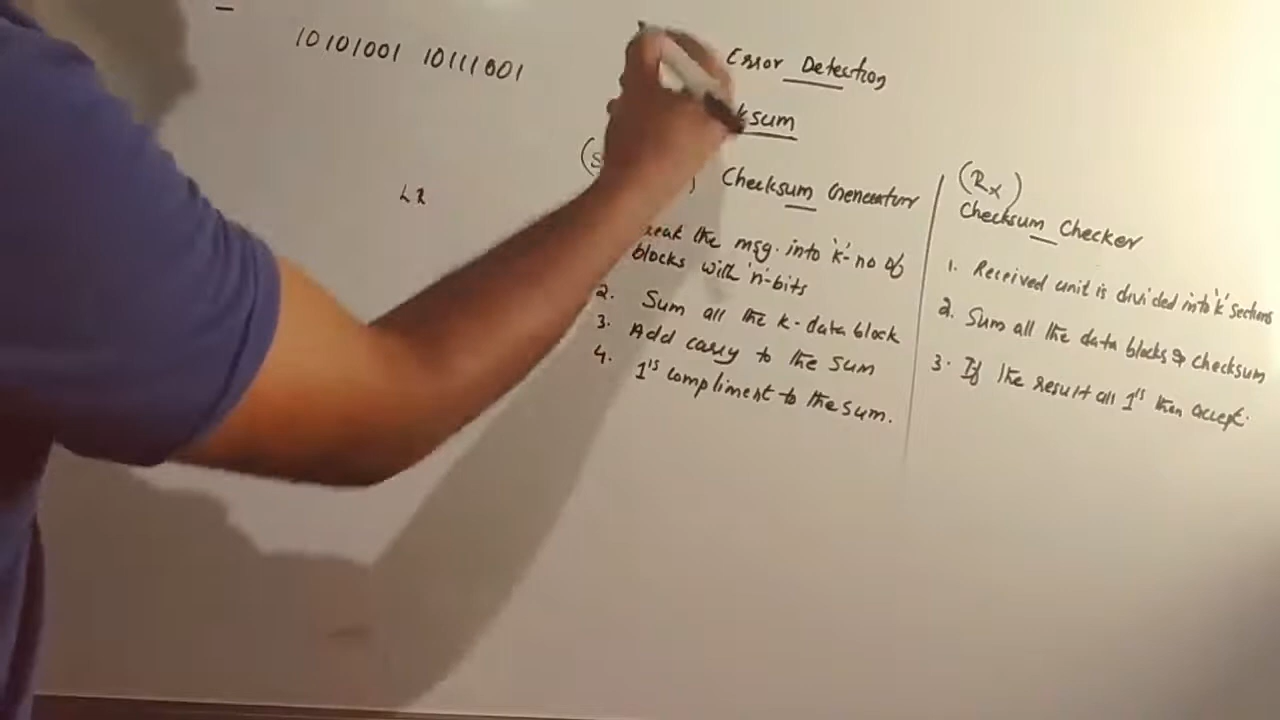 10101001 10111001
Error Detection
ksum
Checksum Generator
(Rx)
Checksum Checker
the msg. into 'k'-no of
blocks with 'n'-bits
2. Sum all the k-data block
3. Add carry to the sum
4. 1's compliment to the sum.
1. Received unit is divided into 'k' sections
2. Sum all the data blocks & checksum
3. If the result all 1's then accept.